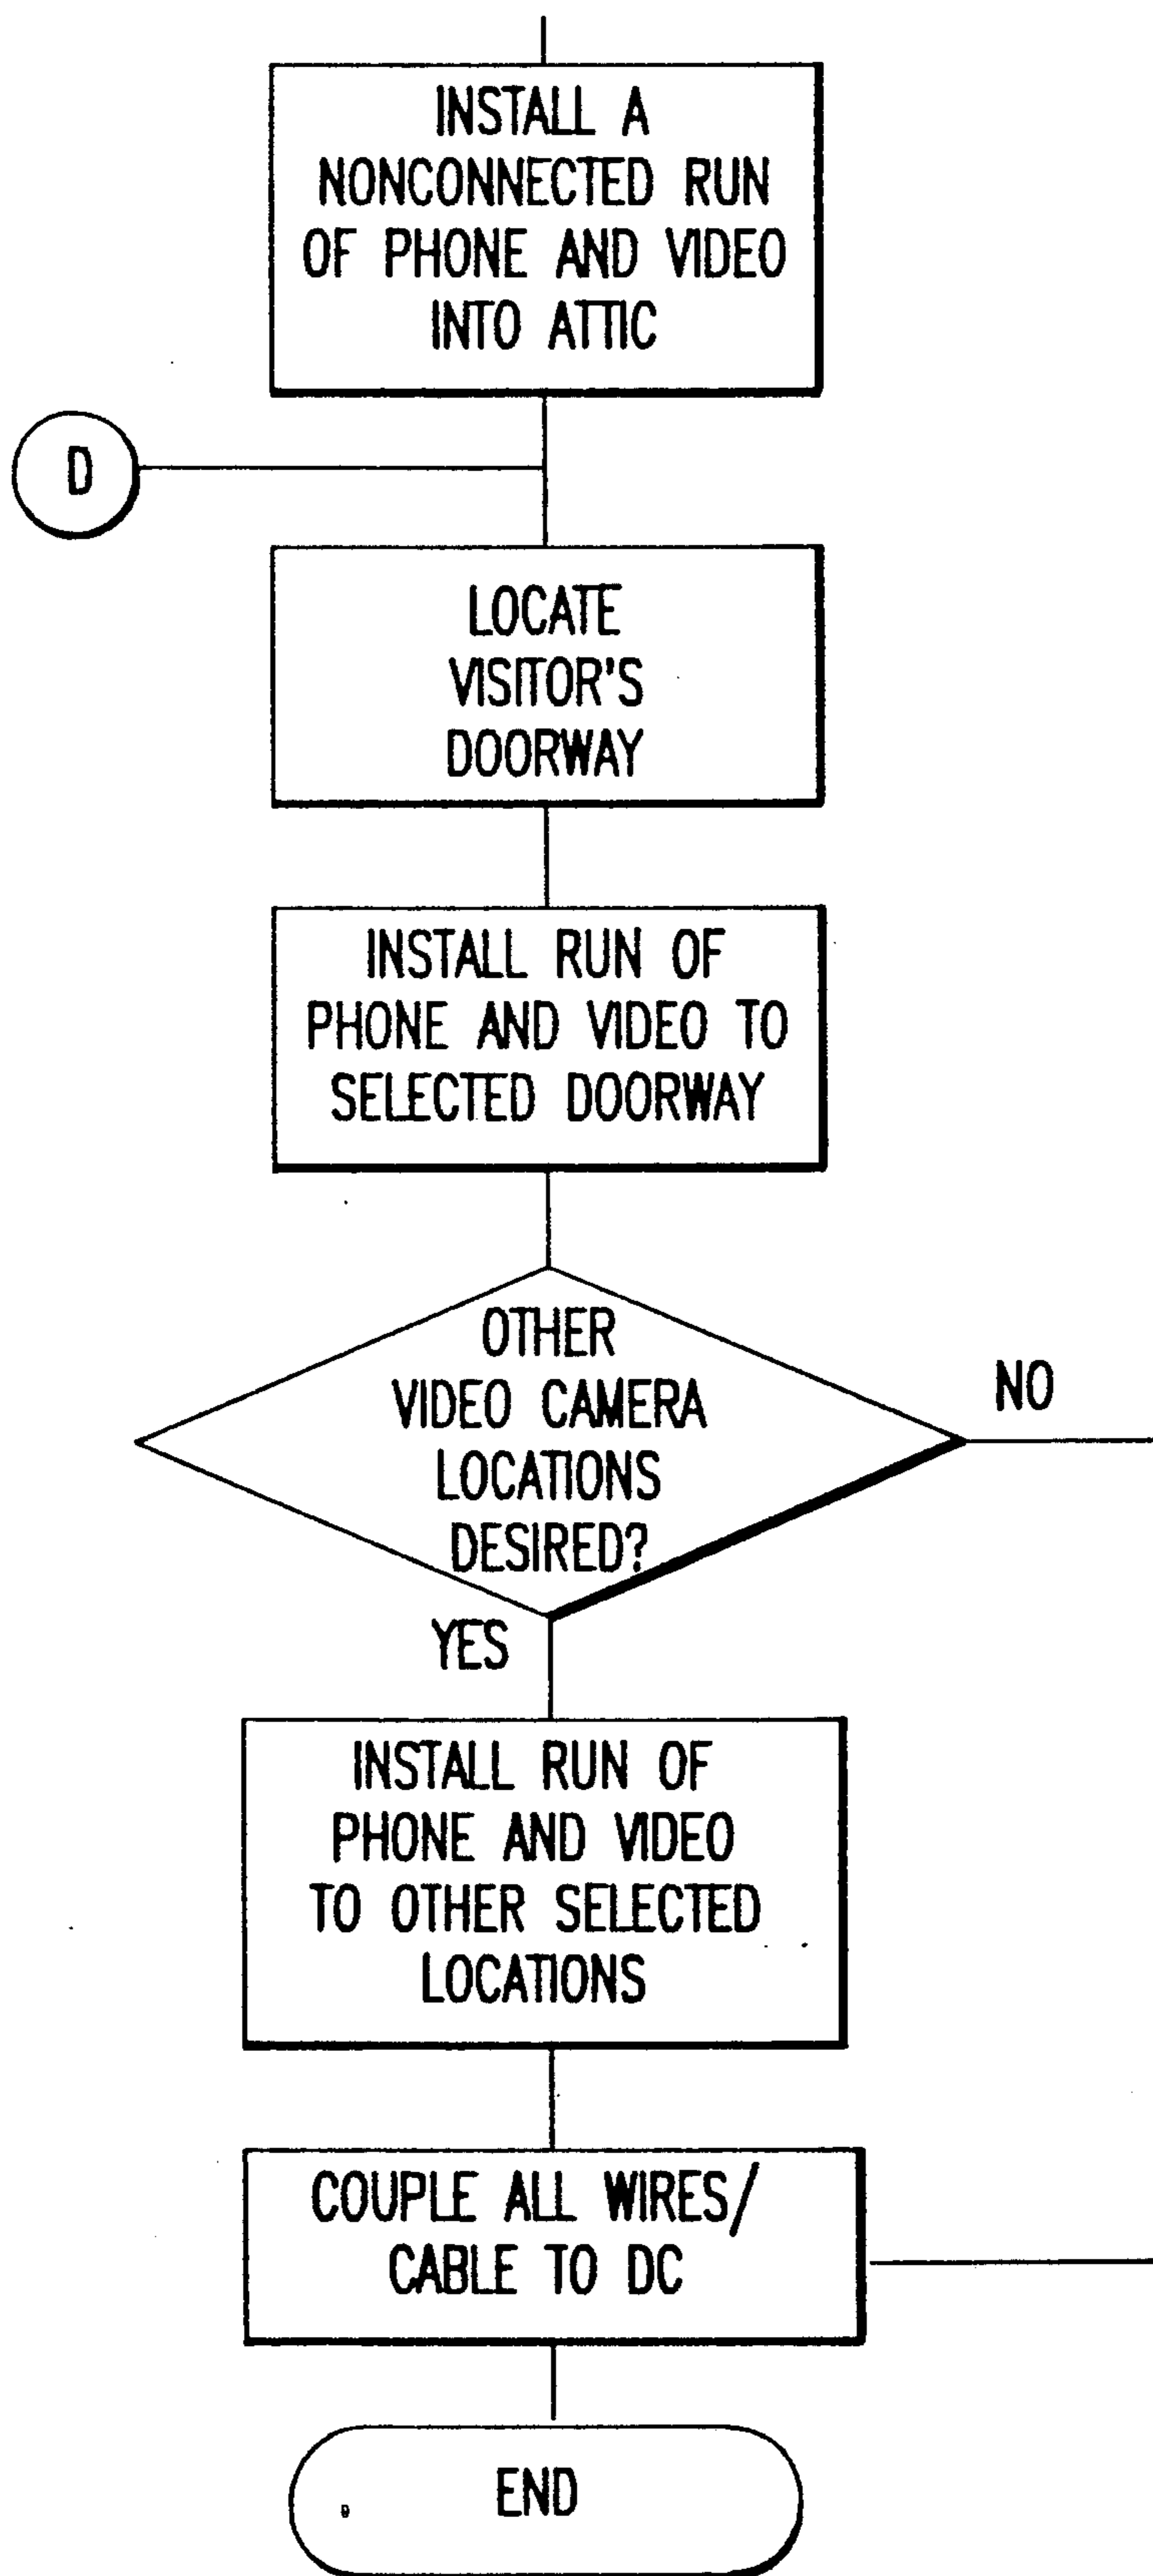 INSTALL A
NONCONNECTED RUN
OF PHONE AND VIDEO
INTO ATTIC
D
LOCATE
VISITOR'S
DOORWAY
INSTALL RUN OF
PHONE AND VIDEO TO
SELECTED DOORWAY
OTHER
VIDEO CAMERA
LOCATIONS
DESIRED?
NO
YES
INSTALL RUN OF
PHONE AND VIDEO
TO OTHER SELECTED
LOCATIONS
COUPLE ALL WIRES/
CABLE TO DC
END